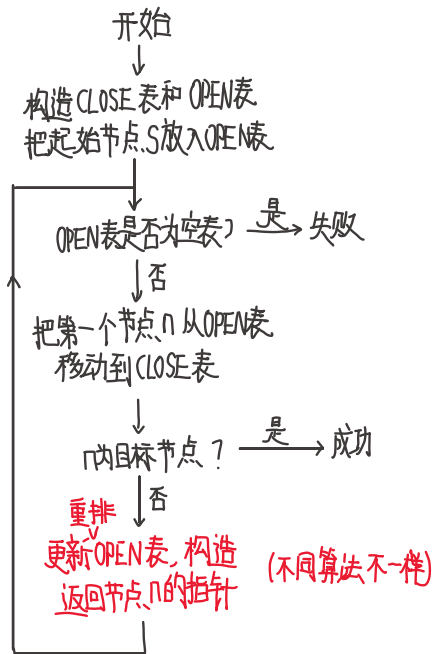 开始
构造CLOSE表和OPEN表
把起始节点S放入OPEN表
OPEN表是否为空表?
是
失败
否
把第一个节点n从OPEN表
移动到CLOSE表
n为目标节点?
是
成功
否
重排
更新OPEN表,构造
返回节点n的指针
(不同算法不一样)